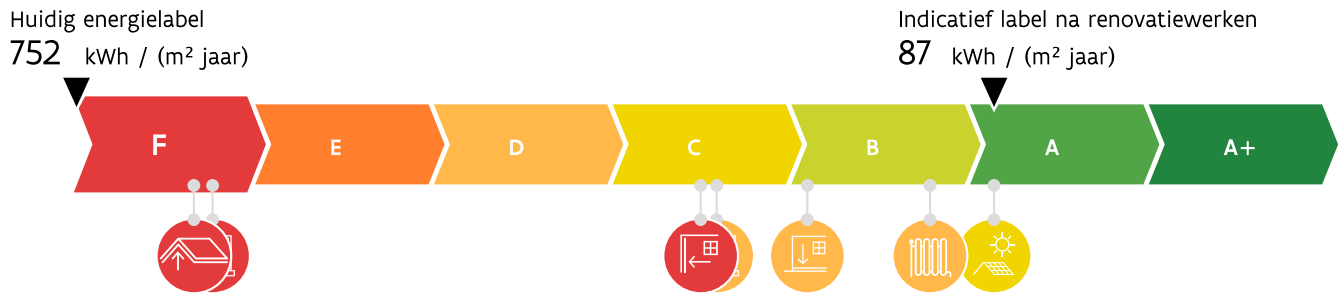 Huidig energielabel
752 kWh / (m² jaar)
Indicatief label na renovatiewerken
87 kWh / (m² jaar)
F E D C B A A+